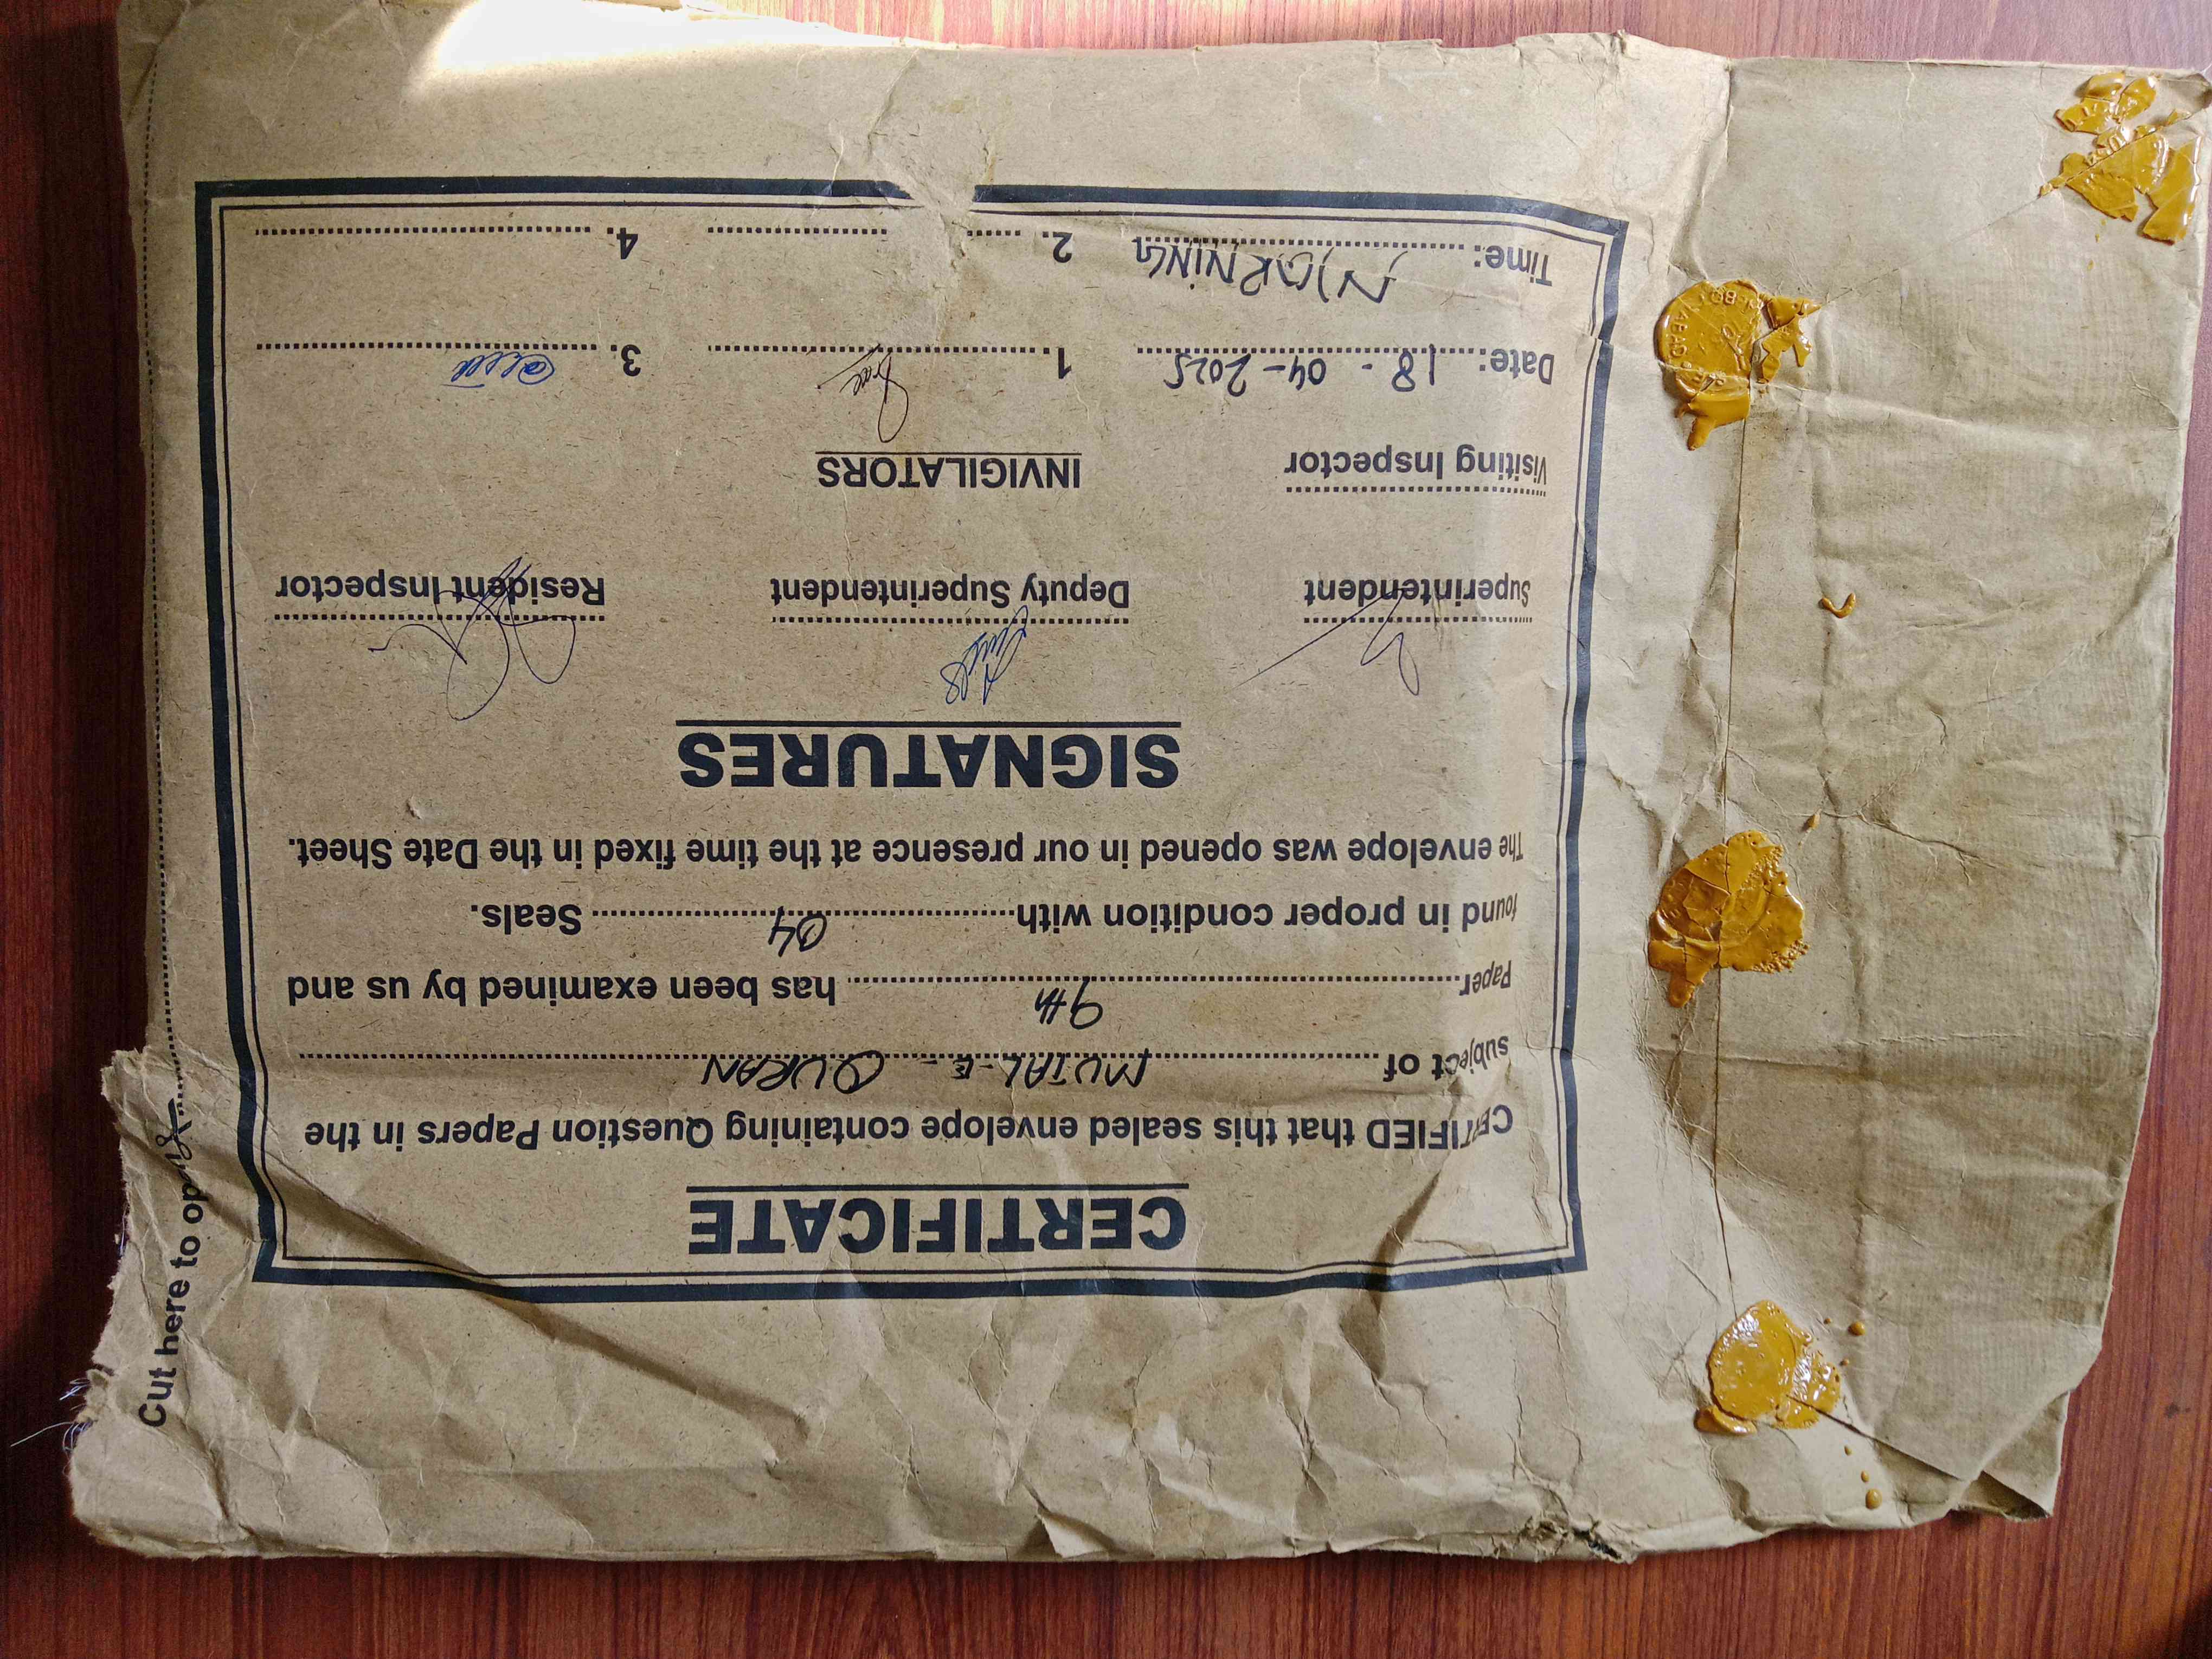 CERTIFICATE
CERTIFIED that this sealed envelope containing Question Papers in the
subject of ........ MUTAL-E-QURAN ........
Paper ........ 9th ........ has been examined by us and
found in proper condition with ........ 04 ........ Seals.
The envelope was opened in our presence at the time fixed in the Date Sheet.
SIGNATURES
Superintendent Deputy Superintendent Resident Inspector
Visiting Inspector INVIGILATORS
Date: 18-04-2025 1. 3.
Time: MORNING 2. 4.
Cut here to op